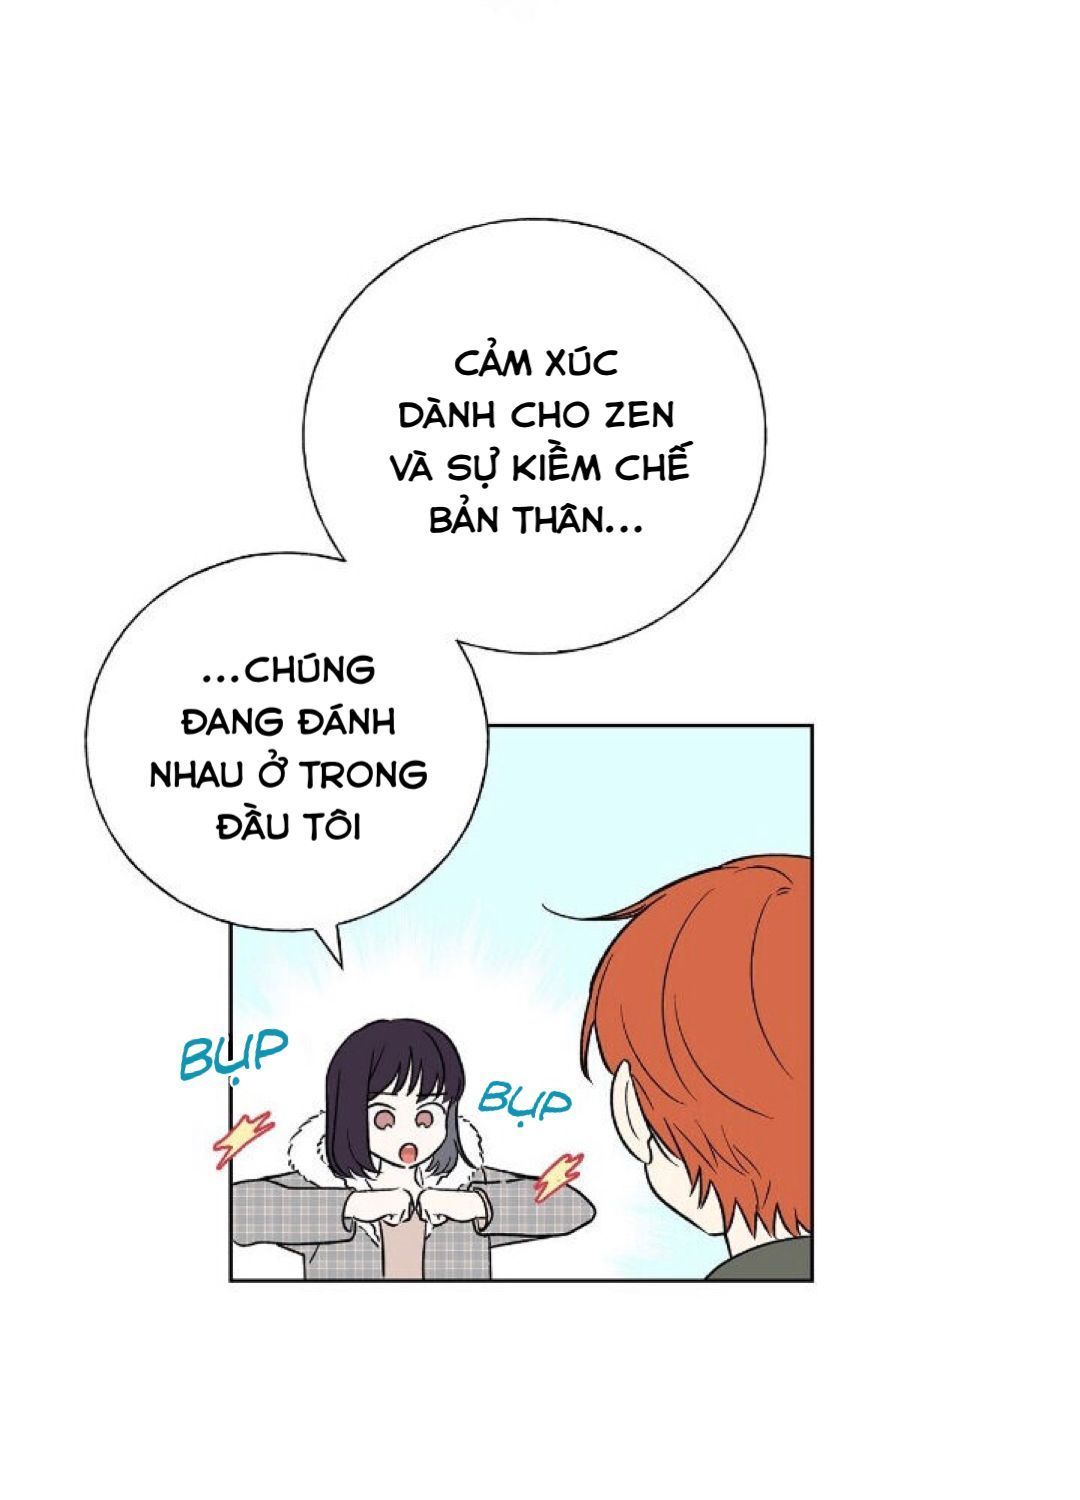 CẢM XÚC
DÀNH CHO ZEN
VÀ SỰ KIỀM CHẾ
BẢN THÂN...
...CHÚNG
ĐANG ĐÁNH
NHAU Ở TRONG
ĐẦU TÔI
BỤP
BỤP